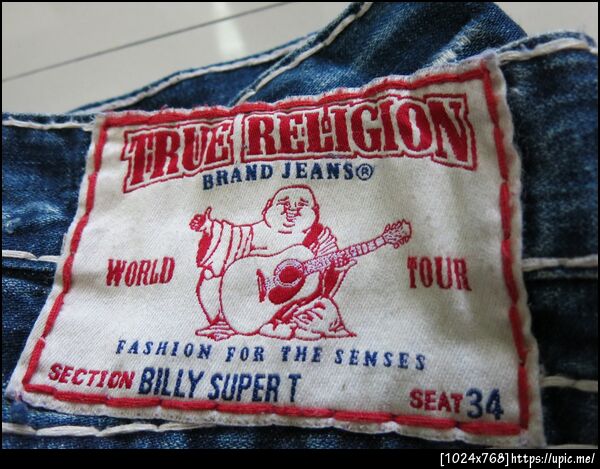 TRUE RELIGION
BRAND JEANS®
WORLD TOUR
FASHION FOR THE SENSES
SECTION BILLY SUPER T SEAT 34
[1024x768]https://upic.me/